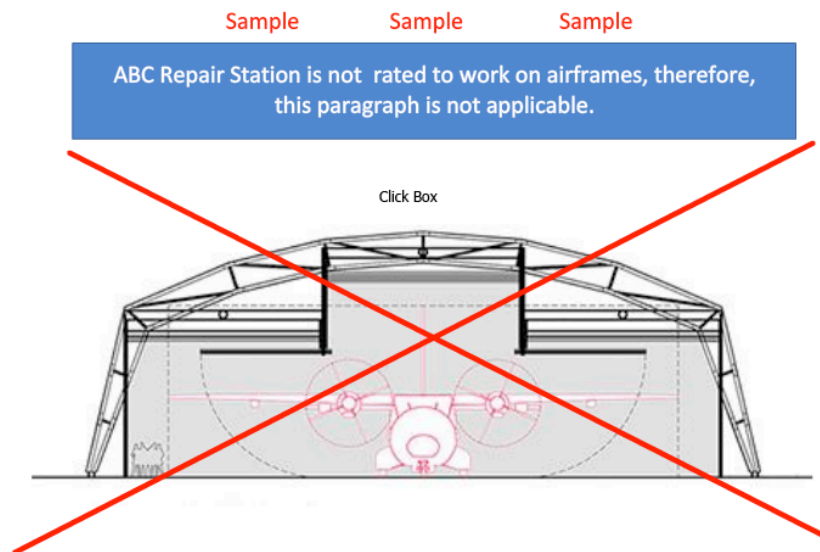 Sample Sample Sample
ABC Repair Station is not rated to work on airframes, therefore,
this paragraph is not applicable.
Click Box